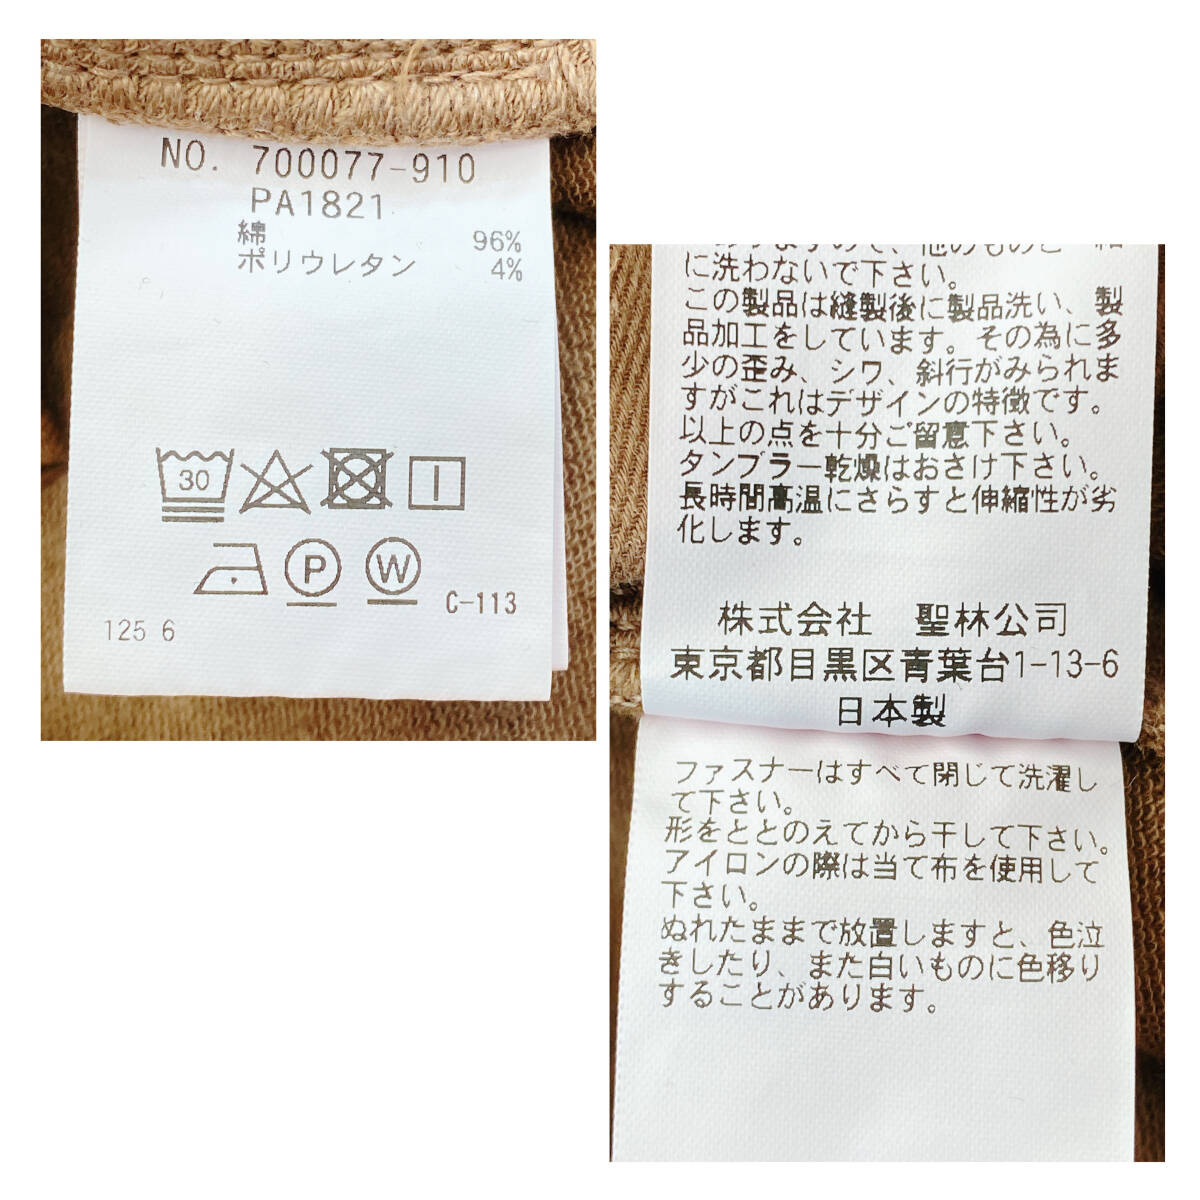 NO. 700077-910
PA1821
綿 96%
ポリウレタン 4%
30
P W C-113
125 6
ますので、他のものと
に洗わないで下さい。
この製品は縫製後に製品洗い、製
品加工をしています。その為に多
少の歪み、シワ、斜行がみられま
すがこれはデザインの特徴です。
以上の点を十分ご留意下さい。
タンブラー乾燥はおさけ下さい。
長時間高温にさらすと伸縮性が劣
化します。
株式会社 聖林公司
東京都目黒区青葉台1-13-6
日本製
ファスナーはすべて閉じて洗濯し
て下さい。
形をととのえてから干して下さい。
アイロンの際は当て布を使用して
下さい。
ぬれたままで放置しますと、色泣
きしたり、また白いものに色移り
することがあります。